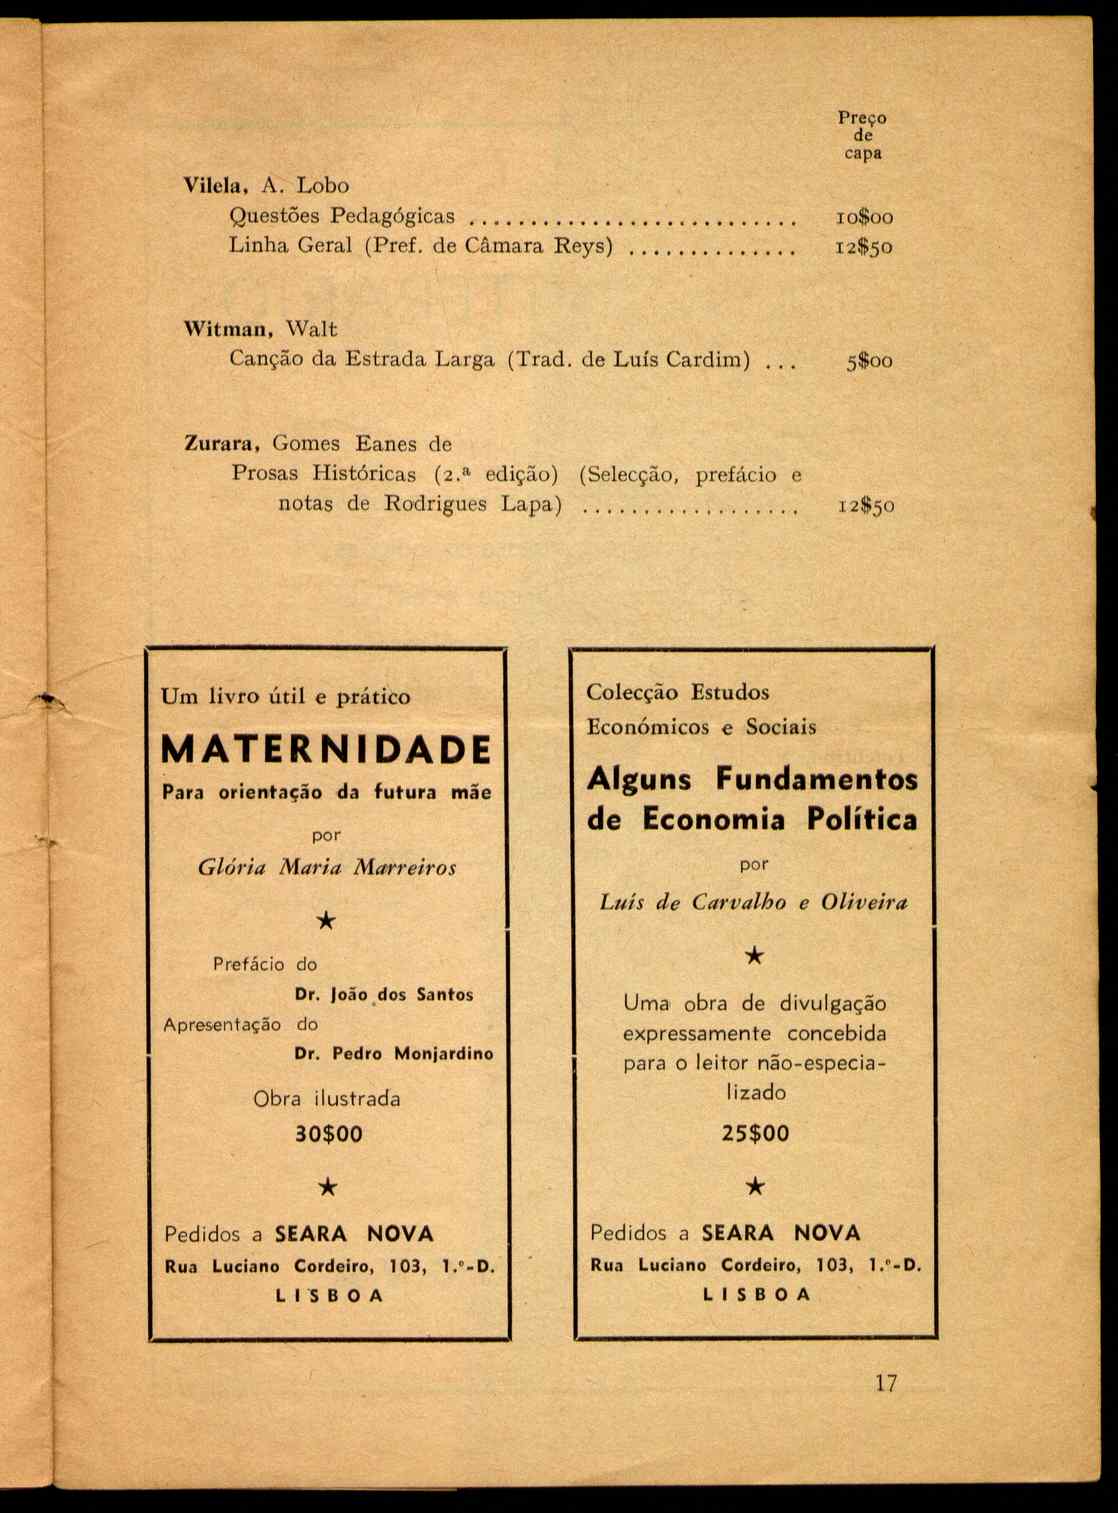 Preço
de
capa
Vilela, A. Lobo
Questões Pedagógicas ........................... 10$00
Linha Geral (Pref. de Câmara Reys) .............. 12$50
Witman, Walt
Canção da Estrada Larga (Trad. de Luís Cardim) ... 5$00
Zurara, Gomes Eanes de
Prosas Históricas (2.ª edição) (Selecção, prefácio e
notas de Rodrigues Lapa) .................. 12$50
Um livro útil e prático
MATERNIDADE
Para orientação da futura mãe
por
Glória Maria Marreiros
★
Prefácio do
Dr. João dos Santos
Apresentação do
Dr. Pedro Monjardino
Obra ilustrada
30$00
★
Pedidos a SEARA NOVA
Rua Luciano Cordeiro, 103, 1.º-D.
LISBOA
Colecção Estudos
Económicos e Sociais
Alguns Fundamentos
de Economia Política
por
Luís de Carvalho e Oliveira
★
Uma obra de divulgação
expressamente concebida
para o leitor não-especia-
lizado
25$00
★
Pedidos a SEARA NOVA
Rua Luciano Cordeiro, 103, 1.º-D.
LISBOA
17